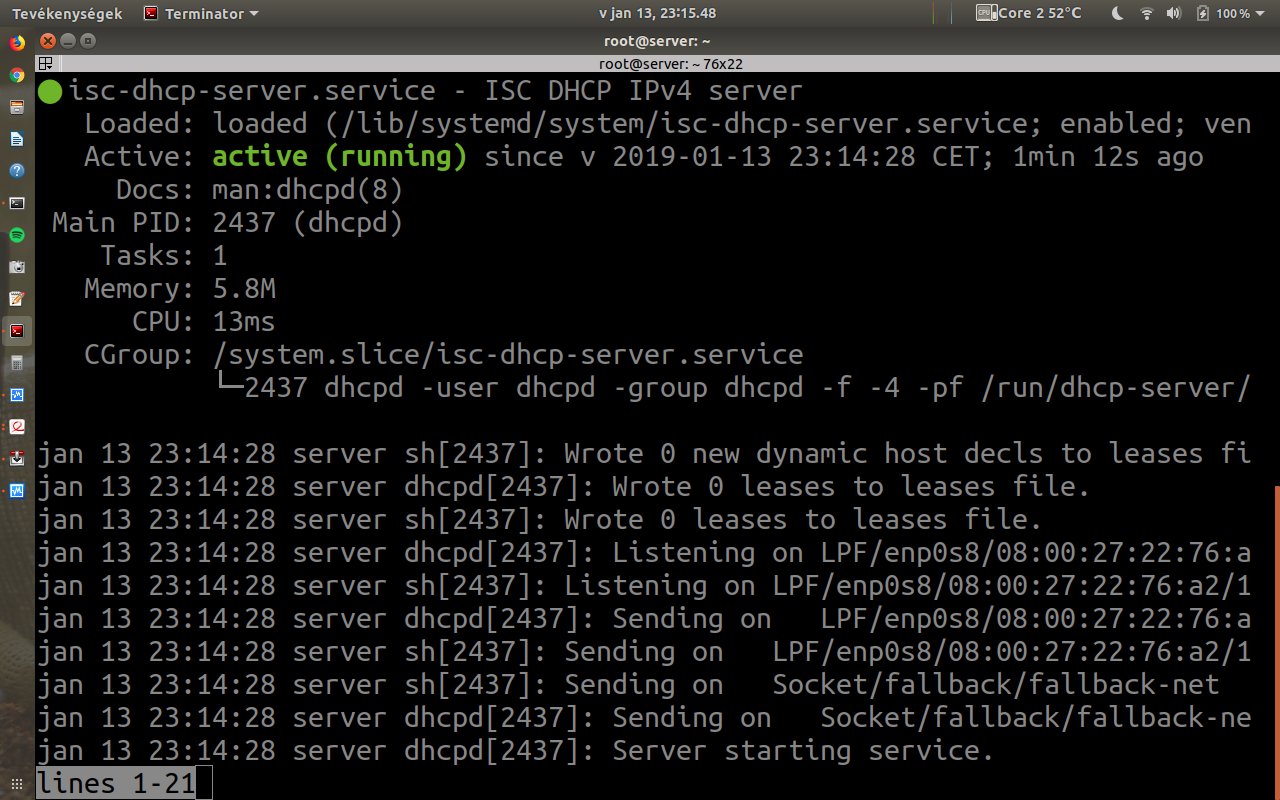 Tevékenységek Terminator v jan 13, 23:15.48 Core 2 52°C 100 %
root@server: ~
root@server: ~ 76x22
isc-dhcp-server.service - ISC DHCP IPv4 server
Loaded: loaded (/lib/systemd/system/isc-dhcp-server.service; enabled; ven
Active: active (running) since v 2019-01-13 23:14:28 CET; 1min 12s ago
Docs: man:dhcpd(8)
Main PID: 2437 (dhcpd)
Tasks: 1
Memory: 5.8M
CPU: 13ms
CGroup: /system.slice/isc-dhcp-server.service
└─2437 dhcpd -user dhcpd -group dhcpd -f -4 -pf /run/dhcp-server/
jan 13 23:14:28 server sh[2437]: Wrote 0 new dynamic host decls to leases fi
jan 13 23:14:28 server dhcpd[2437]: Wrote 0 leases to leases file.
jan 13 23:14:28 server sh[2437]: Wrote 0 leases to leases file.
jan 13 23:14:28 server dhcpd[2437]: Listening on LPF/enp0s8/08:00:27:22:76:a
jan 13 23:14:28 server sh[2437]: Listening on LPF/enp0s8/08:00:27:22:76:a2/1
jan 13 23:14:28 server dhcpd[2437]: Sending on   LPF/enp0s8/08:00:27:22:76:a
jan 13 23:14:28 server sh[2437]: Sending on   LPF/enp0s8/08:00:27:22:76:a2/1
jan 13 23:14:28 server sh[2437]: Sending on   Socket/fallback/fallback-net
jan 13 23:14:28 server dhcpd[2437]: Sending on   Socket/fallback/fallback-ne
jan 13 23:14:28 server dhcpd[2437]: Server starting service.
lines 1-21